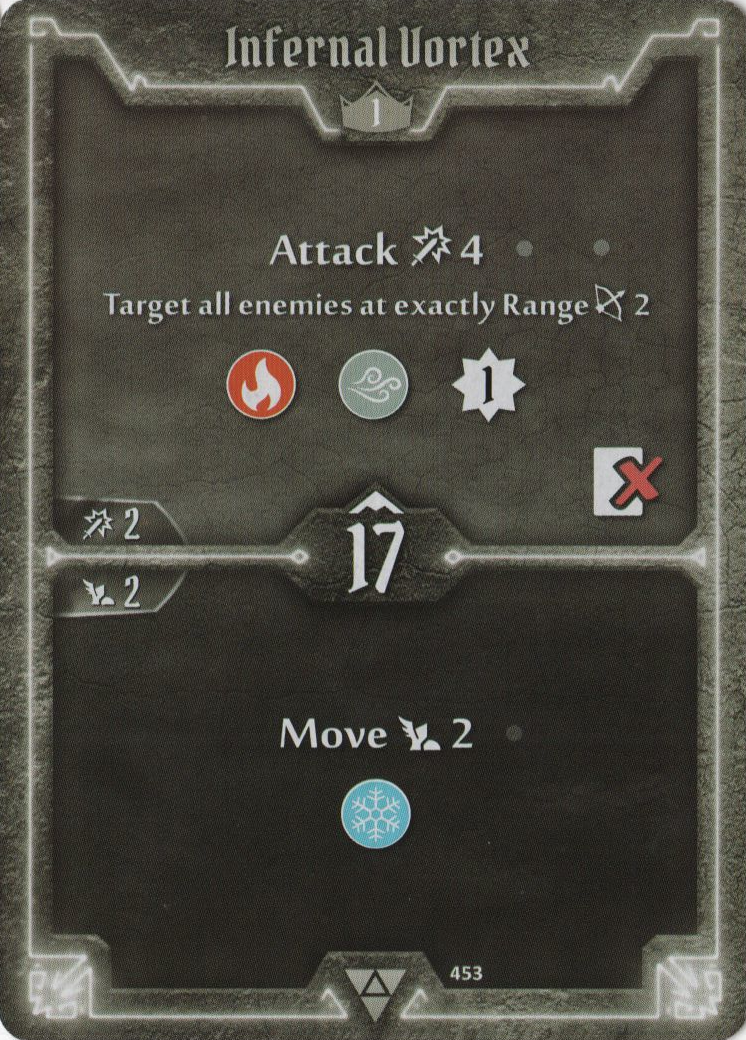 Infernal Vortex
1
Attack 4
Target all enemies at exactly Range 2
1
2
17
2
Move 2
453